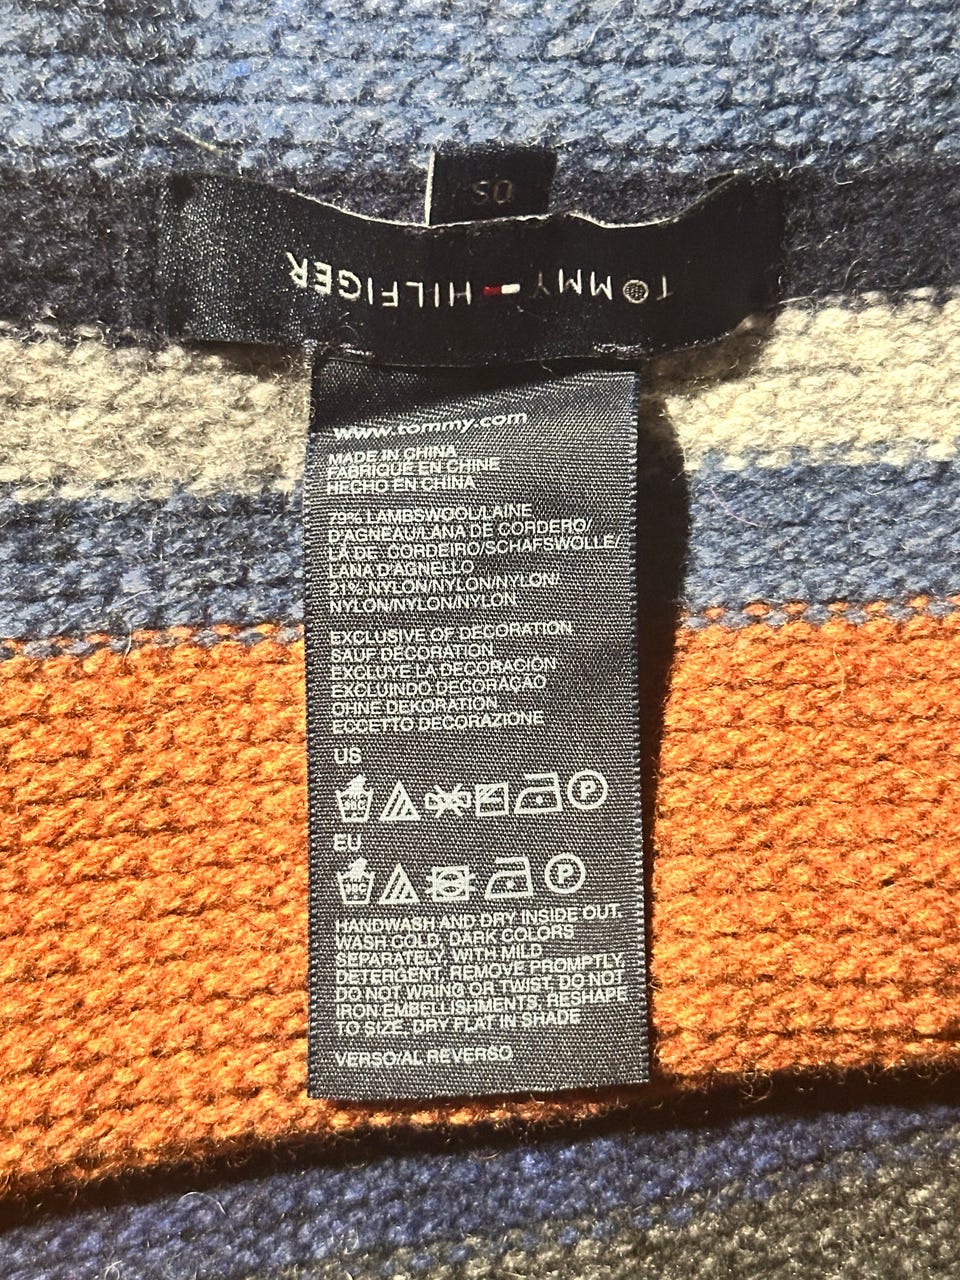 OS
TOMMY HILFIGER
www.tommy.com
MADE IN CHINA
FABRIQUÉ EN CHINE
HECHO EN CHINA
79% LAMBSWOOL/LAINE
D'AGNEAU/LANA DE CORDERO/
LÃ DE CORDEIRO/SCHAFSWOLLE/
LANA D'AGNELLO
21% NYLON/NYLON/NYLON/
NYLON/NYLON/NYLON
EXCLUSIVE OF DECORATION
SAUF DÉCORATION
EXCLUYE LA DECORACIÓN
EXCLUINDO DECORAÇÃO
OHNE DEKORATION
ECCETTO DECORAZIONE
US
30C P
EU
30C P
HANDWASH AND DRY INSIDE OUT.
WASH COLD, DARK COLORS
SEPARATELY, WITH MILD
DETERGENT. REMOVE PROMPTLY.
DO NOT WRING OR TWIST. DO NOT
IRON EMBELLISHMENTS. RESHAPE
TO SIZE. DRY FLAT IN SHADE
VERSO/AL REVERSO